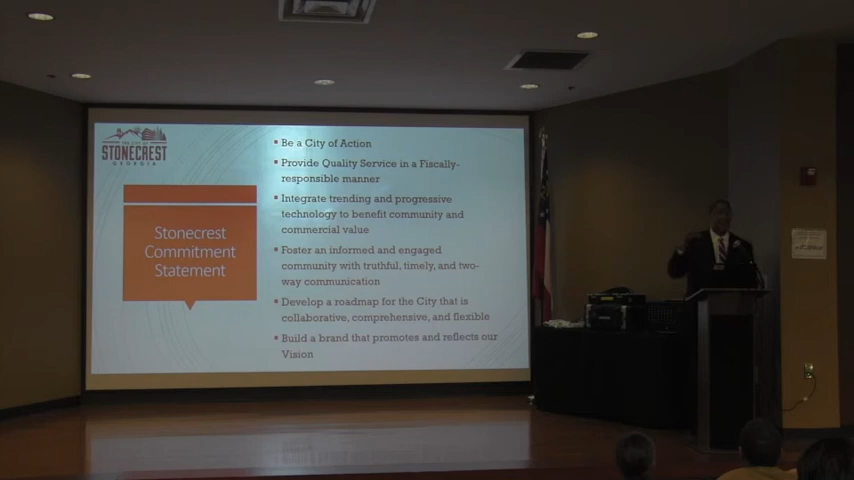 THE CITY OF
STONECREST
GEORGIA
Stonecrest
Commitment
Statement
Be a City of Action
Provide Quality Service in a Fiscally-
responsible manner
Integrate trending and progressive
technology to benefit community and
commercial value
Foster an informed and engaged
community with truthful, timely, and two-
way communication
Develop a roadmap for the City that is
collaborative, comprehensive, and flexible
Build a brand that promotes and reflects our
Vision